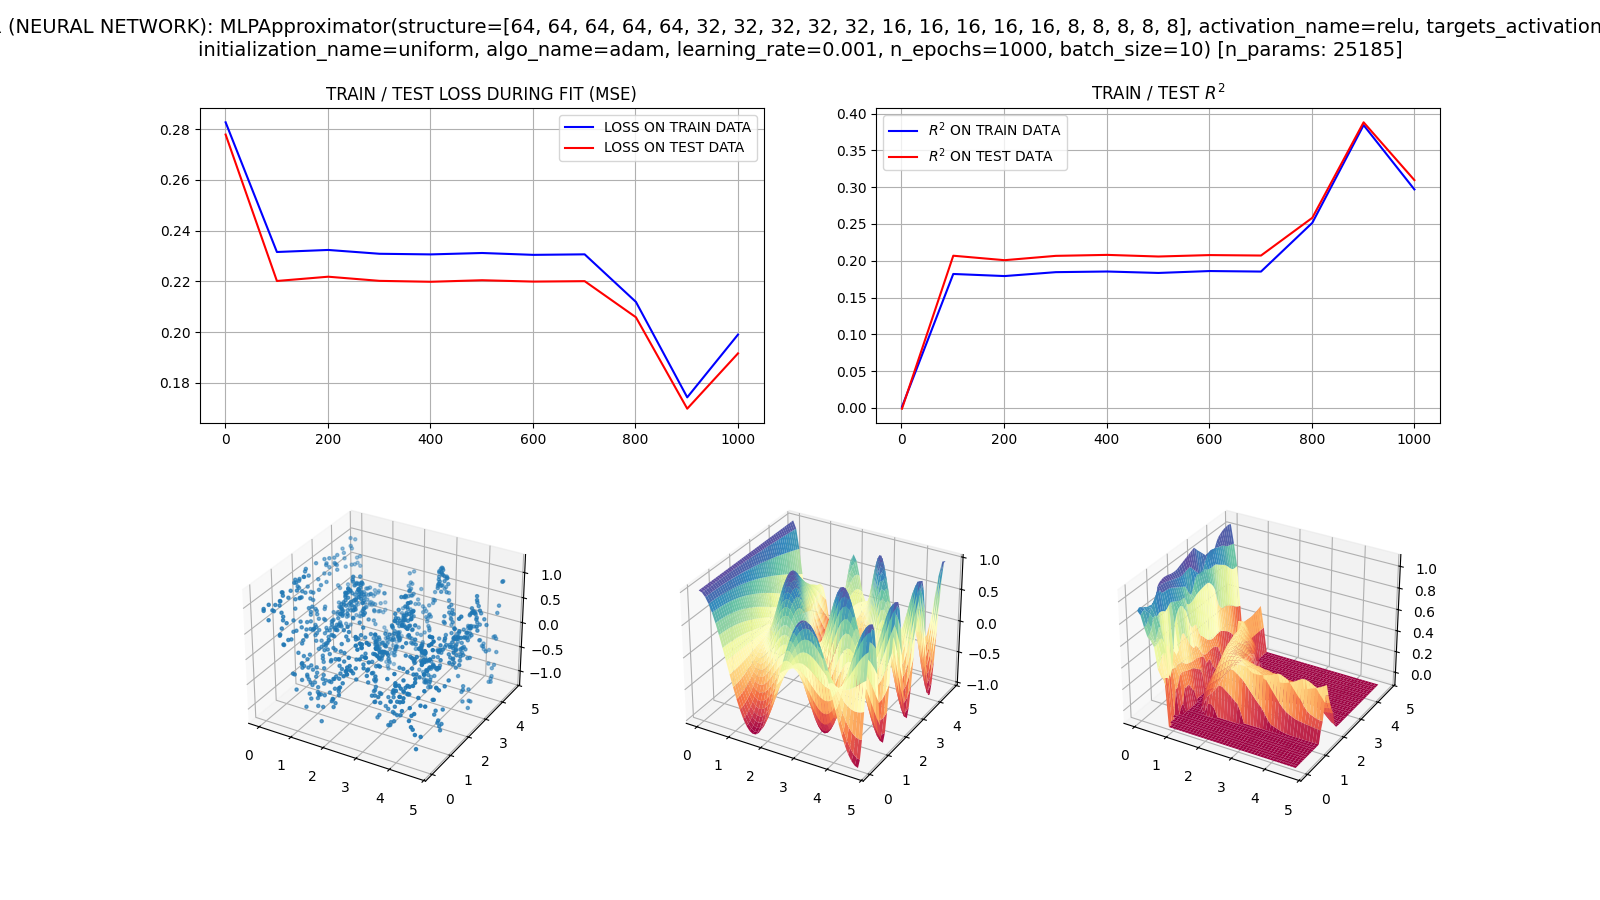 (NEURAL NETWORK): MLPApproximator(structure=[64, 64, 64, 64, 64, 32, 32, 32, 32, 32, 16, 16, 16, 16, 16, 8, 8, 8, 8, 8], activation_name=relu, targets_activation
initialization_name=uniform, algo_name=adam, learning_rate=0.001, n_epochs=1000, batch_size=10) [n_params: 25185]
TRAIN / TEST LOSS DURING FIT (MSE)
LOSS ON TRAIN DATA
LOSS ON TEST DATA
0.28
0.26
0.24
0.22
0.20
0.18
0 200 400 600 800 1000
TRAIN / TEST R²
R² ON TRAIN DATA
R² ON TEST DATA
0.40
0.35
0.30
0.25
0.20
0.15
0.10
0.05
0.00
0 200 400 600 800 1000
1.0
0.5
0.0
−0.5
−1.0
0 1 2 3 4 5
0 1 2 3 4 5
1.0
0.5
0.0
−0.5
−1.0
0 1 2 3 4 5
0 1 2 3 4 5
1.0
0.8
0.6
0.4
0.2
0.0
0 1 2 3 4 5
0 1 2 3 4 5